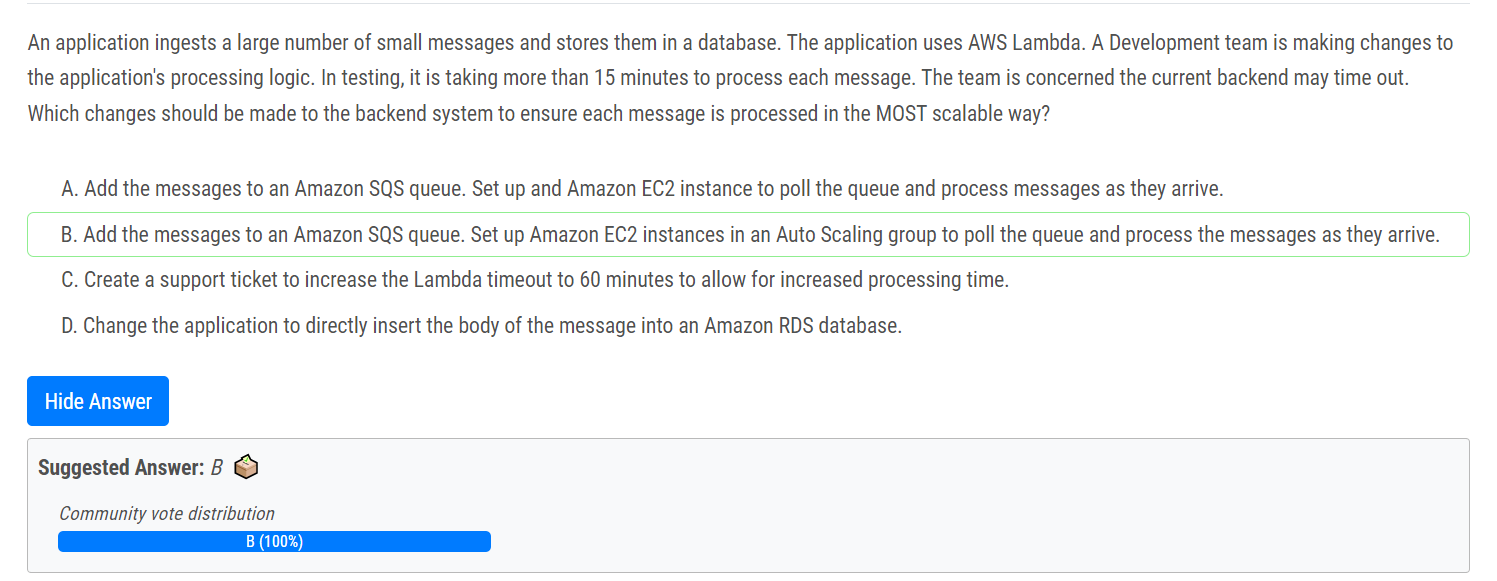 An application ingests a large number of small messages and stores them in a database. The application uses AWS Lambda. A Development team is making changes to
the application's processing logic. In testing, it is taking more than 15 minutes to process each message. The team is concerned the current backend may time out.
Which changes should be made to the backend system to ensure each message is processed in the MOST scalable way?
A. Add the messages to an Amazon SQS queue. Set up and Amazon EC2 instance to poll the queue and process messages as they arrive.
B. Add the messages to an Amazon SQS queue. Set up Amazon EC2 instances in an Auto Scaling group to poll the queue and process the messages as they arrive.
C. Create a support ticket to increase the Lambda timeout to 60 minutes to allow for increased processing time.
D. Change the application to directly insert the body of the message into an Amazon RDS database.
Hide Answer
Suggested Answer: B
Community vote distribution
B (100%)